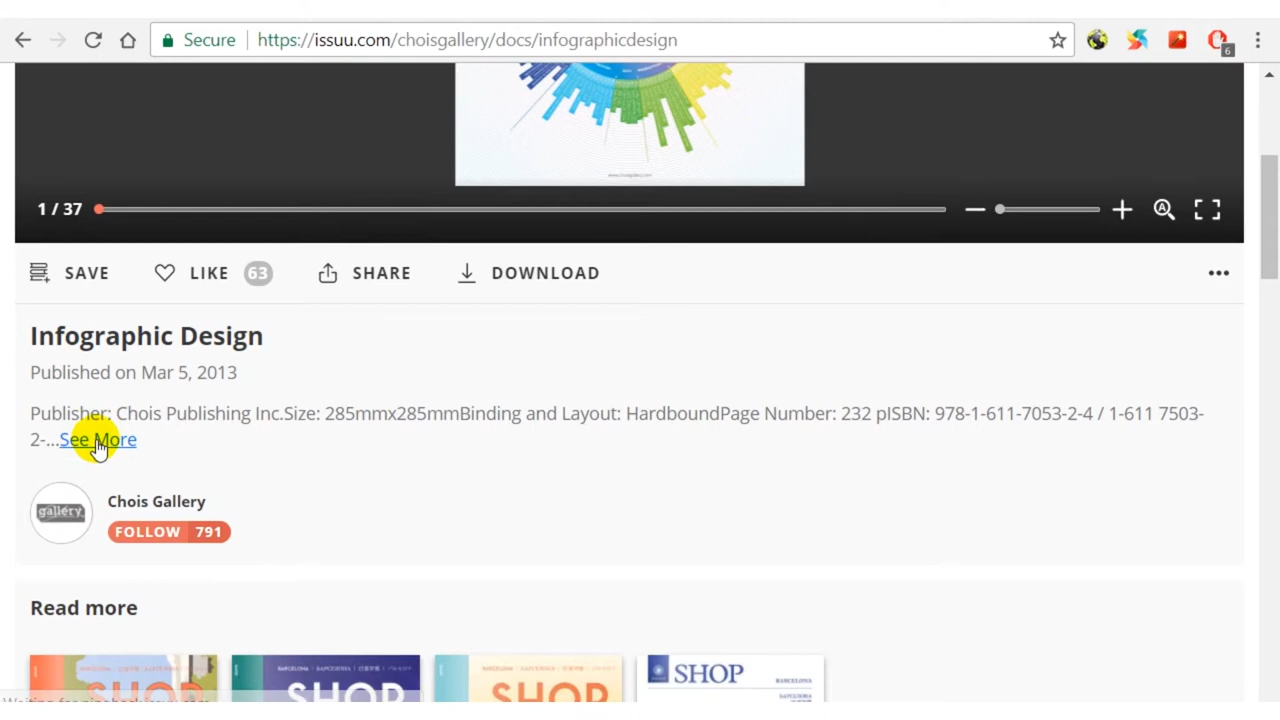 Secure https://issuu.com/choisgallery/docs/infographicdesign
6
1 / 37
SAVE LIKE 63 SHARE DOWNLOAD
Infographic Design
Published on Mar 5, 2013
Publisher: Chois Publishing Inc.Size: 285mmx285mmBinding and Layout: HardboundPage Number: 232 pISBN: 978-1-611-7053-2-4 / 1-611 7503-
2-...See More
gallery
Chois Gallery
FOLLOW 791
Read more
SHOP
SHOP
SHOP
SHOP
BARCELONA